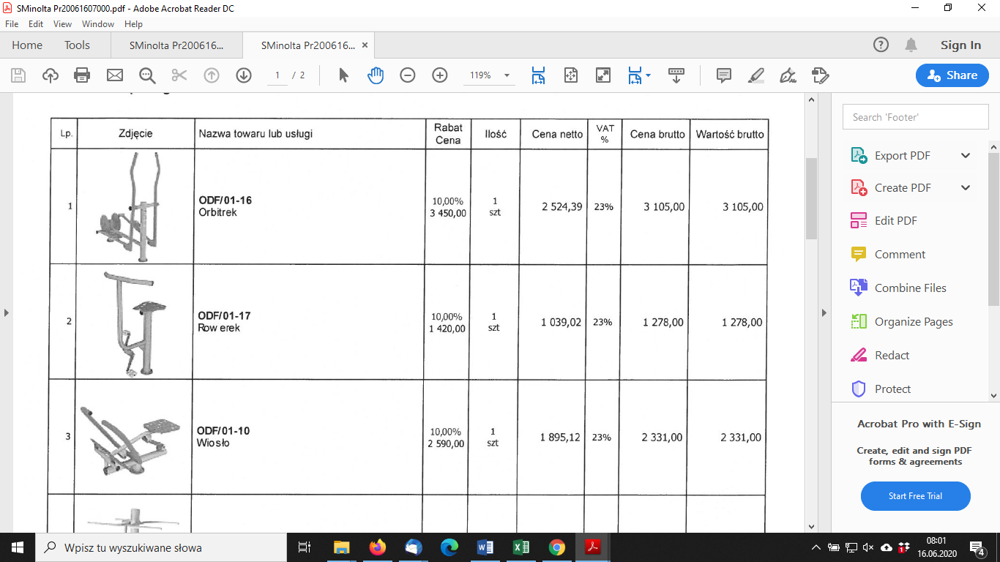 SMinolta Pr20061607000.pdf - Adobe Acrobat Reader DC
File Edit View Window Help
Home Tools SMinolta Pr200616... SMinolta Pr200616... × Sign In
1 / 2 119% Share
Lp. Zdjęcie Nazwa towaru lub usługi Rabat Cena Ilość Cena netto VAT % Cena brutto Wartość brutto
1 ODF/01-16 10,00% 1 2 524,39 23% 3 105,00 3 105,00
Orbitrek 3 450,00 szt
2 ODF/01-17 10,00% 1 1 039,02 23% 1 278,00 1 278,00
Row erek 1 420,00 szt
3 ODF/01-10 10,00% 1 1 895,12 23% 2 331,00 2 331,00
Wiosło 2 590,00 szt
Search 'Footer'
Export PDF
Create PDF
Edit PDF
Comment
Combine Files
Organize Pages
Redact
Protect
Acrobat Pro with E-Sign
Create, edit and sign PDF
forms & agreements
Start Free Trial
Wpisz tu wyszukiwane słowa
08:01
16.06.2020
4